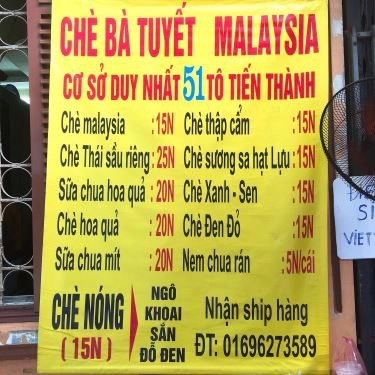 CHÈ BÀ TUYẾT MALAYSIA
CƠ SỞ DUY NHẤT 51 TÔ TIẾN THÀNH
Chè malaysia :15N Chè thập cẩm :15N
Chè Thái sầu riêng :25N Chè sương sa hạt Lựu :15N
Sữa chua hoa quả : 20N Chè Xanh - Sen :15N
Chè hoa quả : 20N Chè Đen Đỏ :15N
Sữa chua mít : 20N Nem chua rán :5N/cái
CHÈ NÓNG
( 15N )
NGÔ
KHOAI
SẮN
ĐỖ ĐEN
Nhận ship hàng
ĐT: 01696273589
VIETT